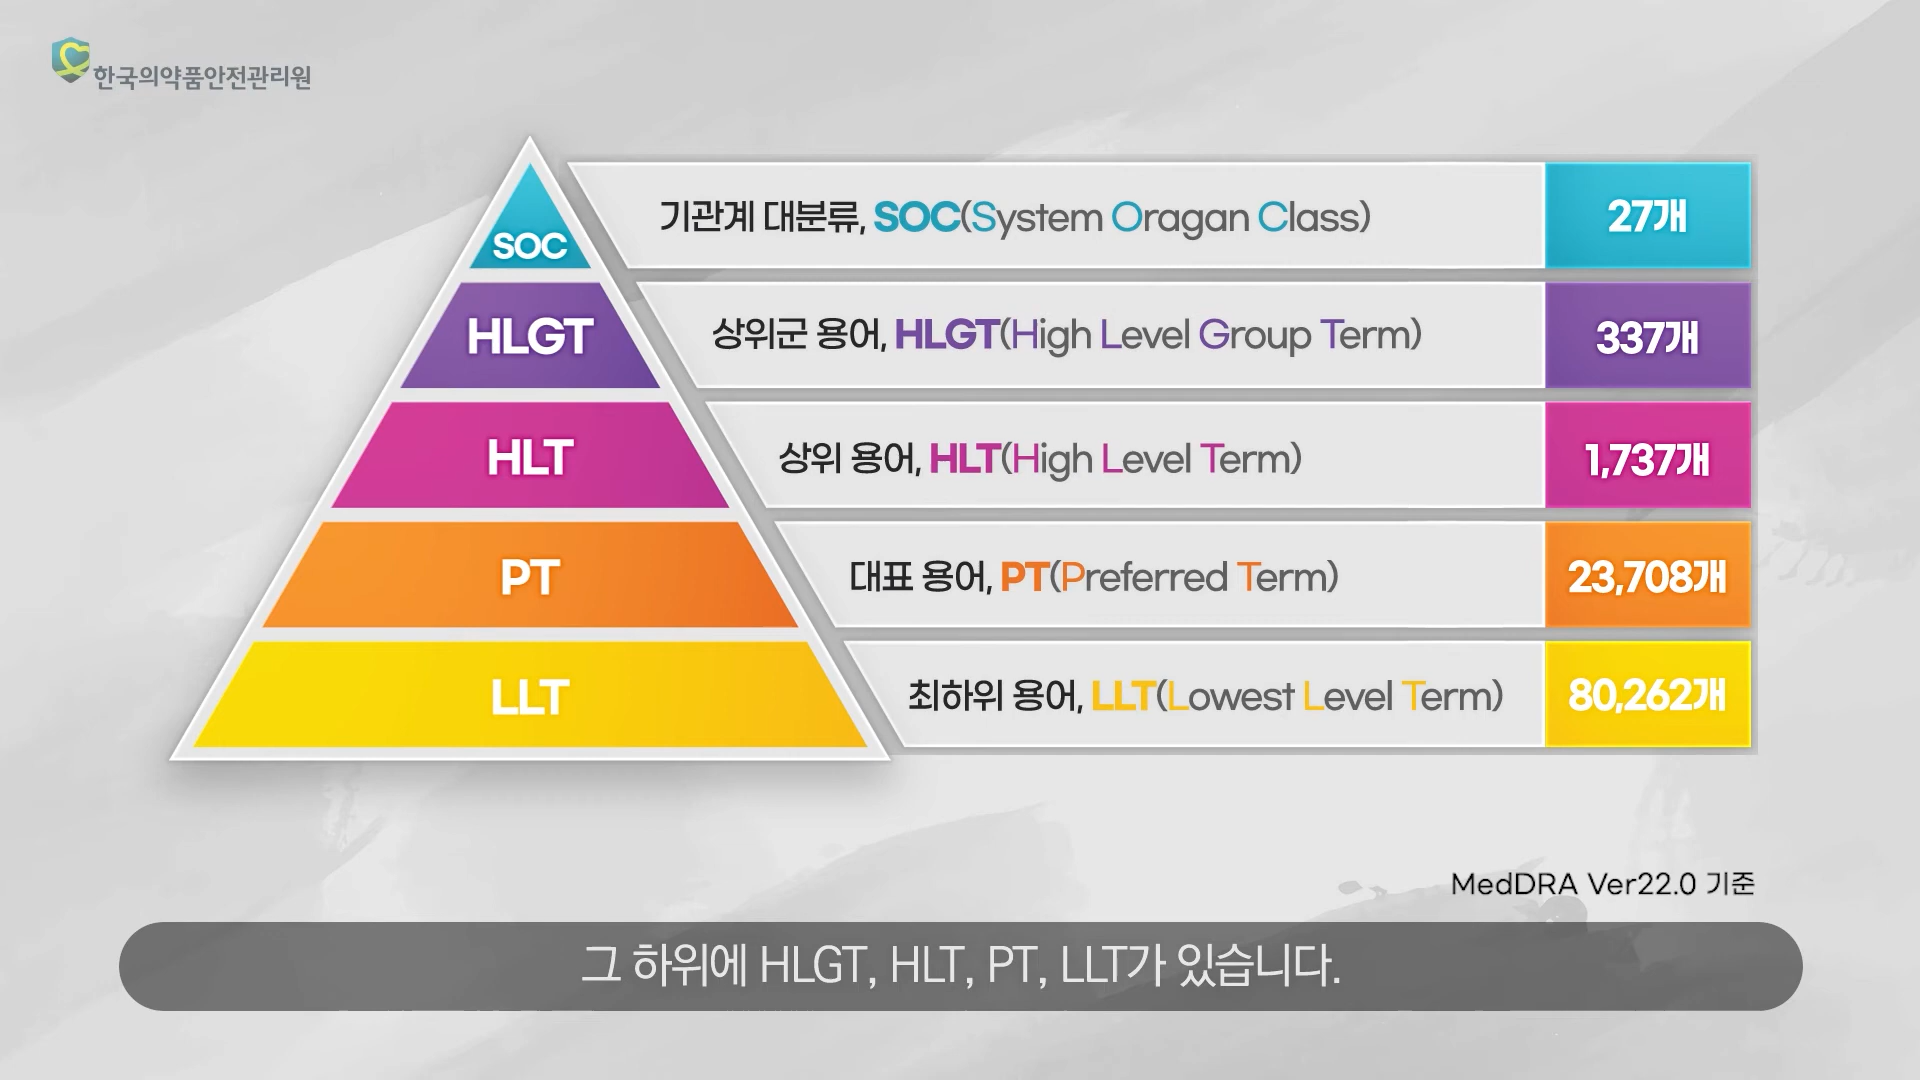 한국의약품안전관리원
SOC
기관계 대분류, SOC(System Oragan Class)
27개
HLGT
상위군 용어, HLGT(High Level Group Term)
337개
HLT
상위 용어, HLT(High Level Term)
1,737개
PT
대표 용어, PT(Preferred Term)
23,708개
LLT
최하위 용어, LLT(Lowest Level Term)
80,262개
MedDRA Ver22.0 기준
그 하위에 HLGT, HLT, PT, LLT가 있습니다.